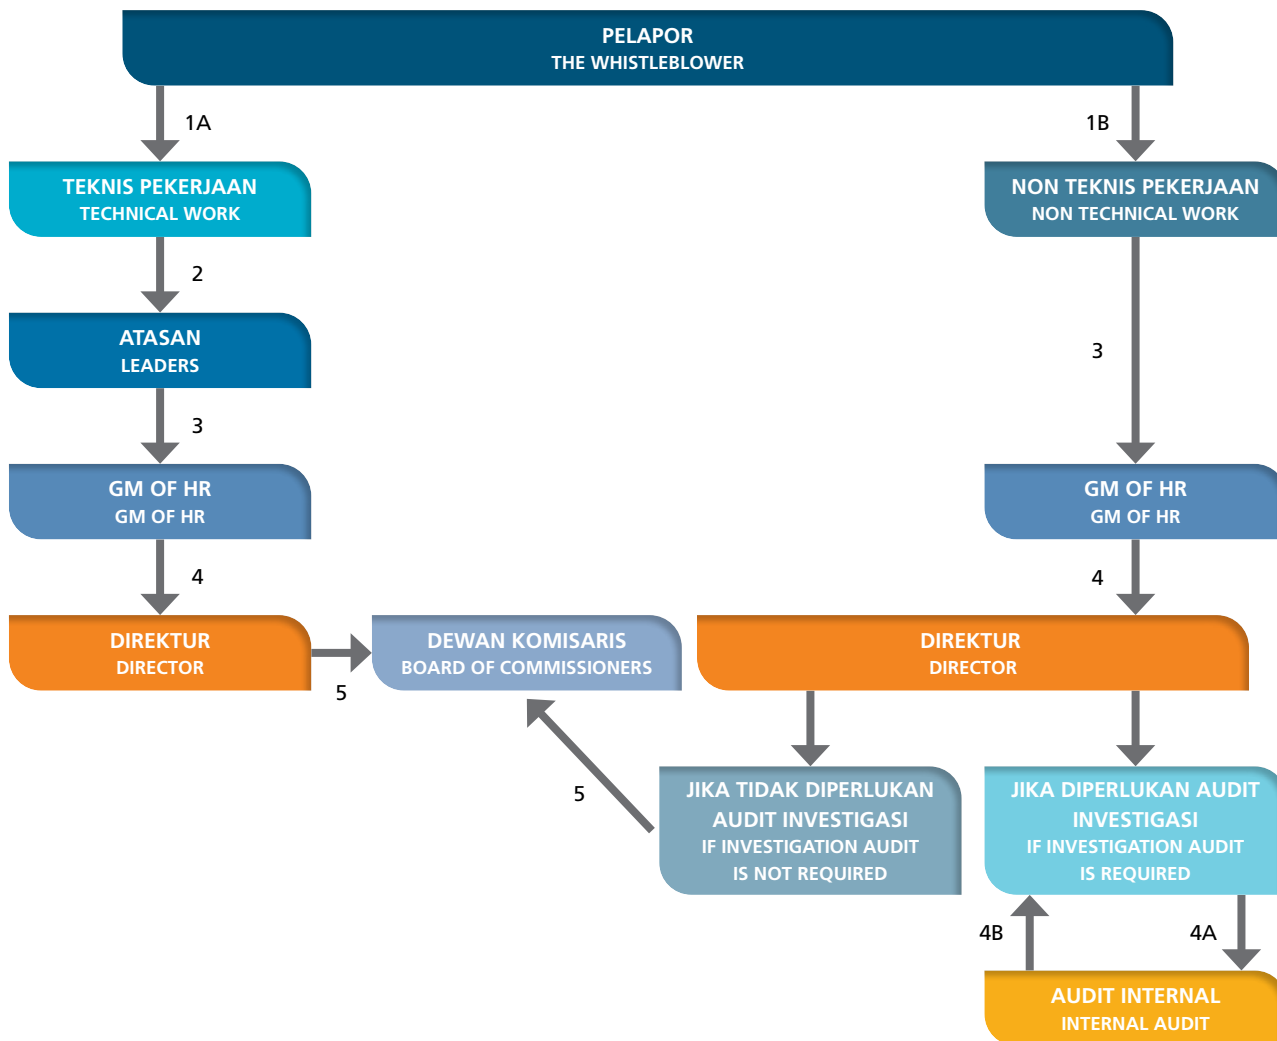 PELAPOR
THE WHISTLEBLOWER
1A
1B
TEKNIS PEKERJAAN
TECHNICAL WORK
NON TEKNIS PEKERJAAN
NON TECHNICAL WORK
2
ATASAN
LEADERS
3
3
GM OF HR
GM OF HR
GM OF HR
GM OF HR
4
4
DIREKTUR
DIRECTOR
5
DEWAN KOMISARIS
BOARD OF COMMISSIONERS
DIREKTUR
DIRECTOR
5
JIKA TIDAK DIPERLUKAN
AUDIT INVESTIGASI
IF INVESTIGATION AUDIT
IS NOT REQUIRED
JIKA DIPERLUKAN AUDIT
INVESTIGASI
IF INVESTIGATION AUDIT
IS REQUIRED
4B
4A
AUDIT INTERNAL
INTERNAL AUDIT